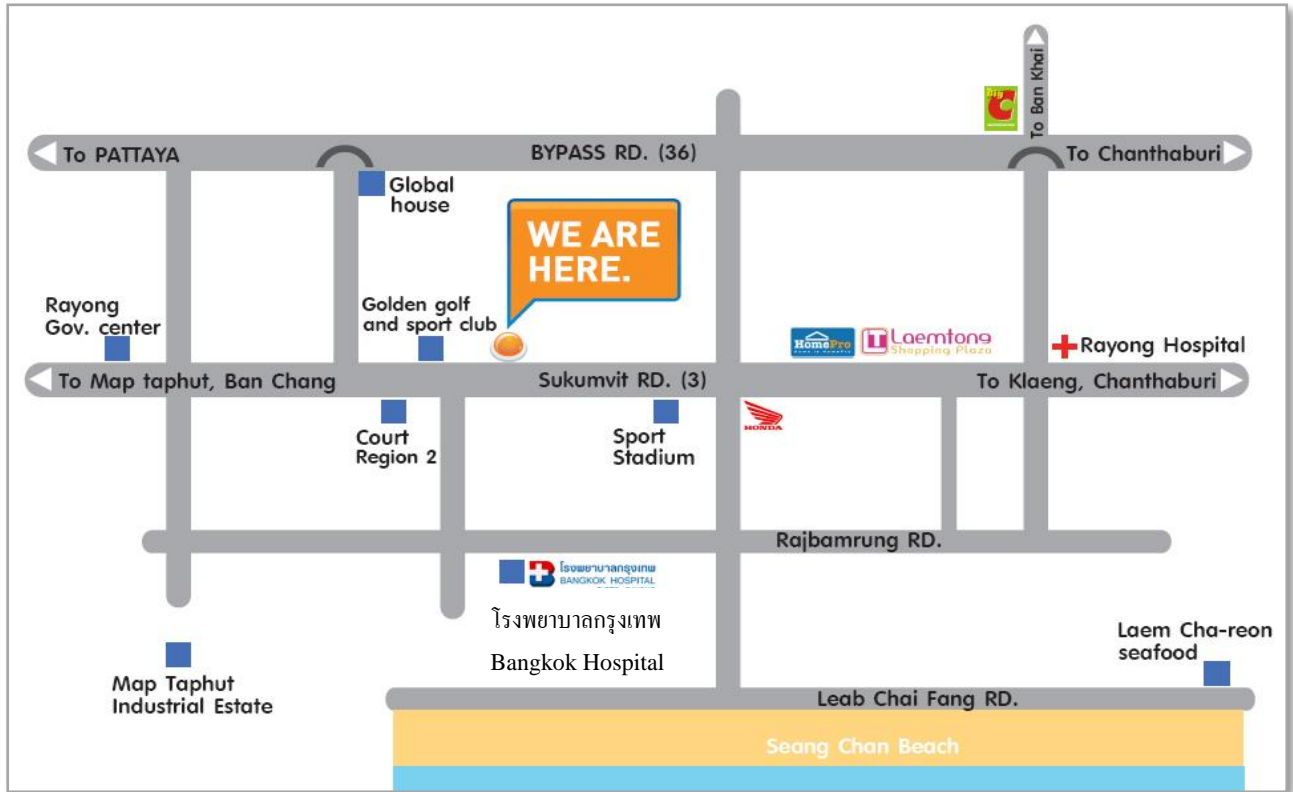 To Ban Khai
Big
C
To PATTAYA
BYPASS RD. (36)
To Chanthaburi
Global
house
WE ARE
HERE.
Rayong
Gov. center
Golden golf
and sport club
HomePro
Laemtong
Shopping Plaza
Rayong Hospital
To Map taphut, Ban Chang
Sukumvit RD. (3)
To Klaeng, Chanthaburi
Court
Region 2
Sport
Stadium
HONDA
Rajbamrung RD.
โรงพยาบาลกรุงเทพ
BANGKOK HOSPITAL
โรงพยาบาลกรุงเทพ
Bangkok Hospital
Laem Cha-reon
seafood
Map Taphut
Industrial Estate
Leab Chai Fang RD.
Seang Chan Beach